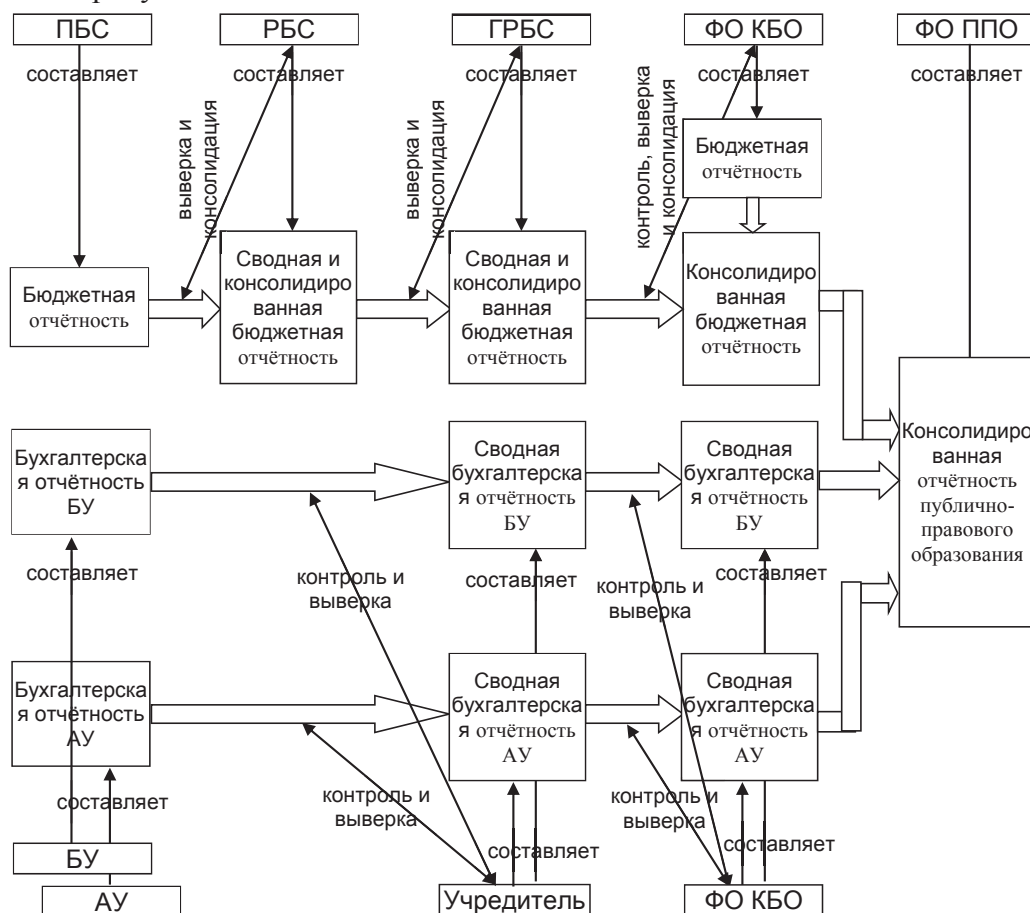 ПБС
РБС
ГРБС
ФО КБО
ФО ППО
составляет
составляет
составляет
составляет
составляет
выверка и
консолидация
выверка и
консолидация
контроль, выверка
и консолидация
Бюджетная
отчётность
Бюджетная
отчётность
Сводная и
консолидиро
ванная
бюджетная
отчётность
Сводная и
консолидиро
ванная
бюджетная
отчётность
Консолидиро
ванная
бюджетная
отчётность
Консолидиро
ванная
отчётность
публично-
правового
образования
Бухгалтерска
я отчётность
БУ
Сводная
бухгалтерска
я отчётность
БУ
Сводная
бухгалтерска
я отчётность
БУ
составляет
контроль и
выверка
составляет
контроль и
выверка
составляет
Бухгалтерска
я отчётность
АУ
Сводная
бухгалтерска
я отчётность
АУ
Сводная
бухгалтерска
я отчётность
АУ
составляет
контроль и
выверка
составляет
контроль и
выверка
составляет
БУ
АУ
Учредитель
ФО КБО